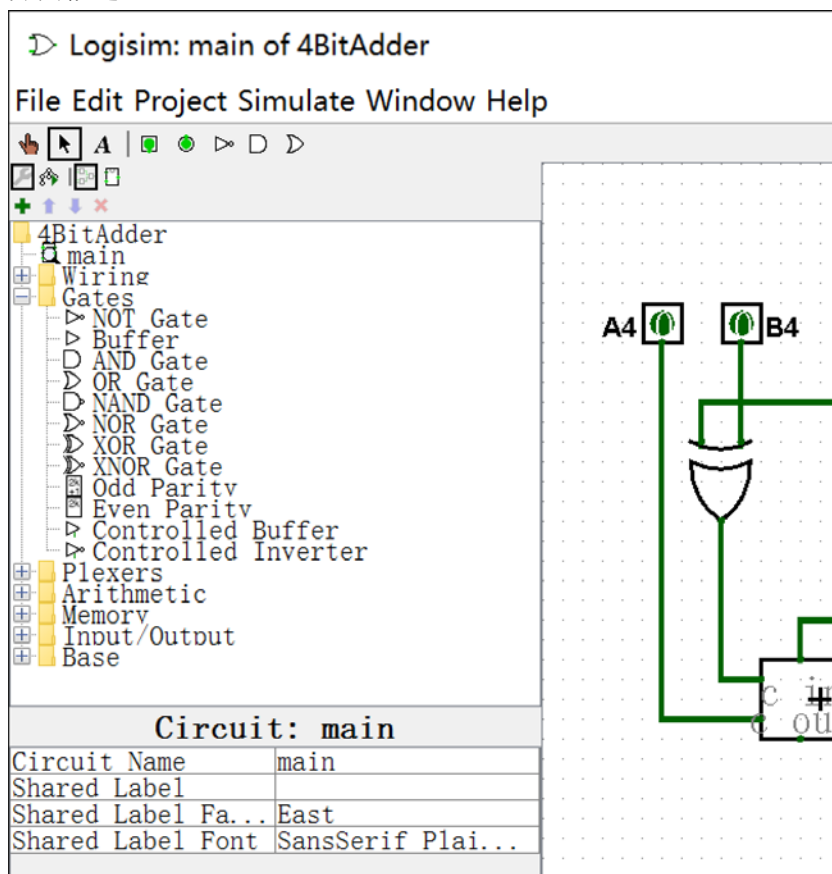 Logisim: main of 4BitAdder
File Edit Project Simulate Window Help
A
4BitAdder
main
Wiring
Gates
NOT Gate
Buffer
AND Gate
OR Gate
NAND Gate
NOR Gate
XOR Gate
XNOR Gate
Odd Parity
Even Parity
Controlled Buffer
Controlled Inverter
Plexers
Arithmetic
Memory
Input/Output
Base
A4
B4
c in
c ou
Circuit: main
Circuit Name main
Shared Label
Shared Label Fa... East
Shared Label Font SansSerif Plai...